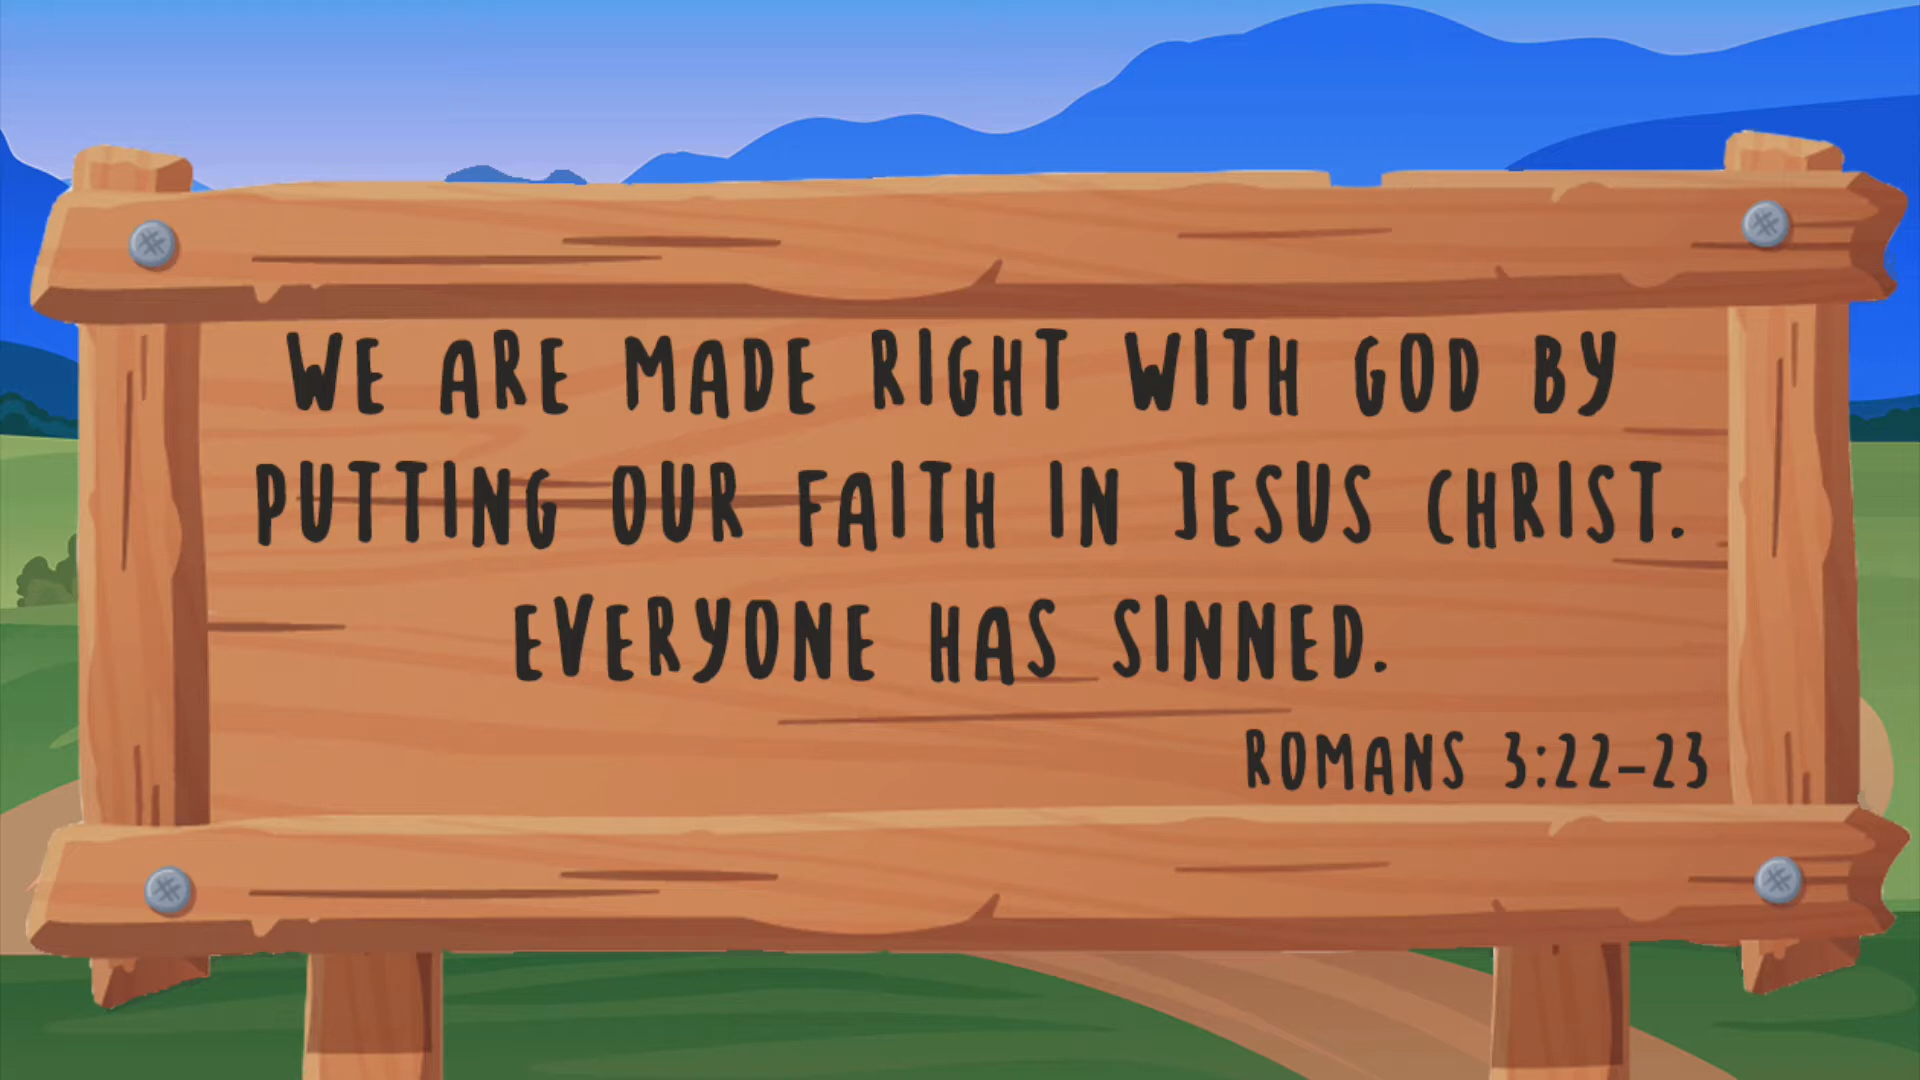 WE ARE MADE RIGHT WITH GOD BY
PUTTING OUR FAITH IN JESUS CHRIST.
EVERYONE HAS SINNED.
ROMANS 3:22-23